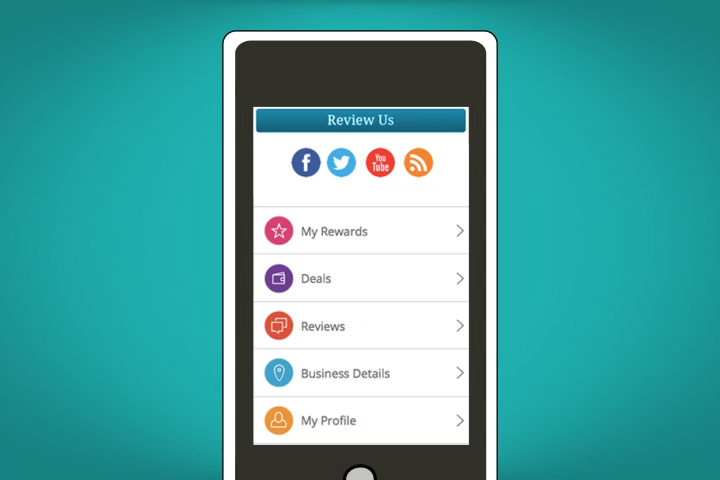 Review Us
f
You
Tube
My Rewards
Deals
Reviews
Business Details
My Profile